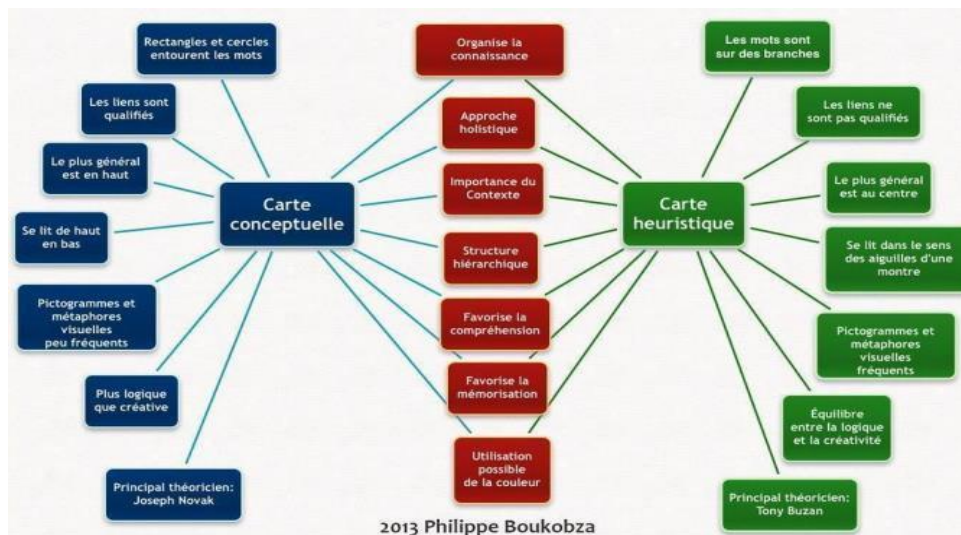 Rectangles et cercles
entourent les mots
Les liens sont
qualifiés
Le plus général
est en haut
Se lit de haut
en bas
Pictogrammes et
métaphores
visuelles
peu fréquents
Plus logique
que créative
Principal théoricien:
Joseph Novak
Carte
conceptuelle
Organise la
connaissance
Approche
holistique
Importance du
Contexte
Structure
hiérarchique
Favorise la
compréhension
Favorise la
mémorisation
Utilisation
possible
de la couleur
Carte
heuristique
Les mots sont
sur des branches
Les liens ne
sont pas qualifiés
Le plus général
est au centre
Se lit dans le sens
des aiguilles d'une
montre
Pictogrammes et
métaphores
visuelles
fréquents
Équilibre
entre la logique
et la créativité
Principal théoricien:
Tony Buzan
2013 Philippe Boukobza